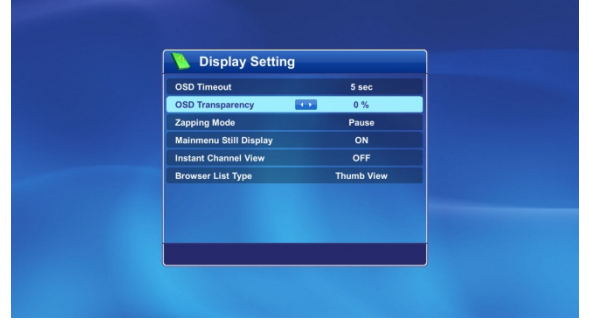 Display Setting
OSD Timeout 5 sec
OSD Transparency 0 %
Zapping Mode Pause
Mainmenu Still Display ON
Instant Channel View OFF
Browser List Type Thumb View